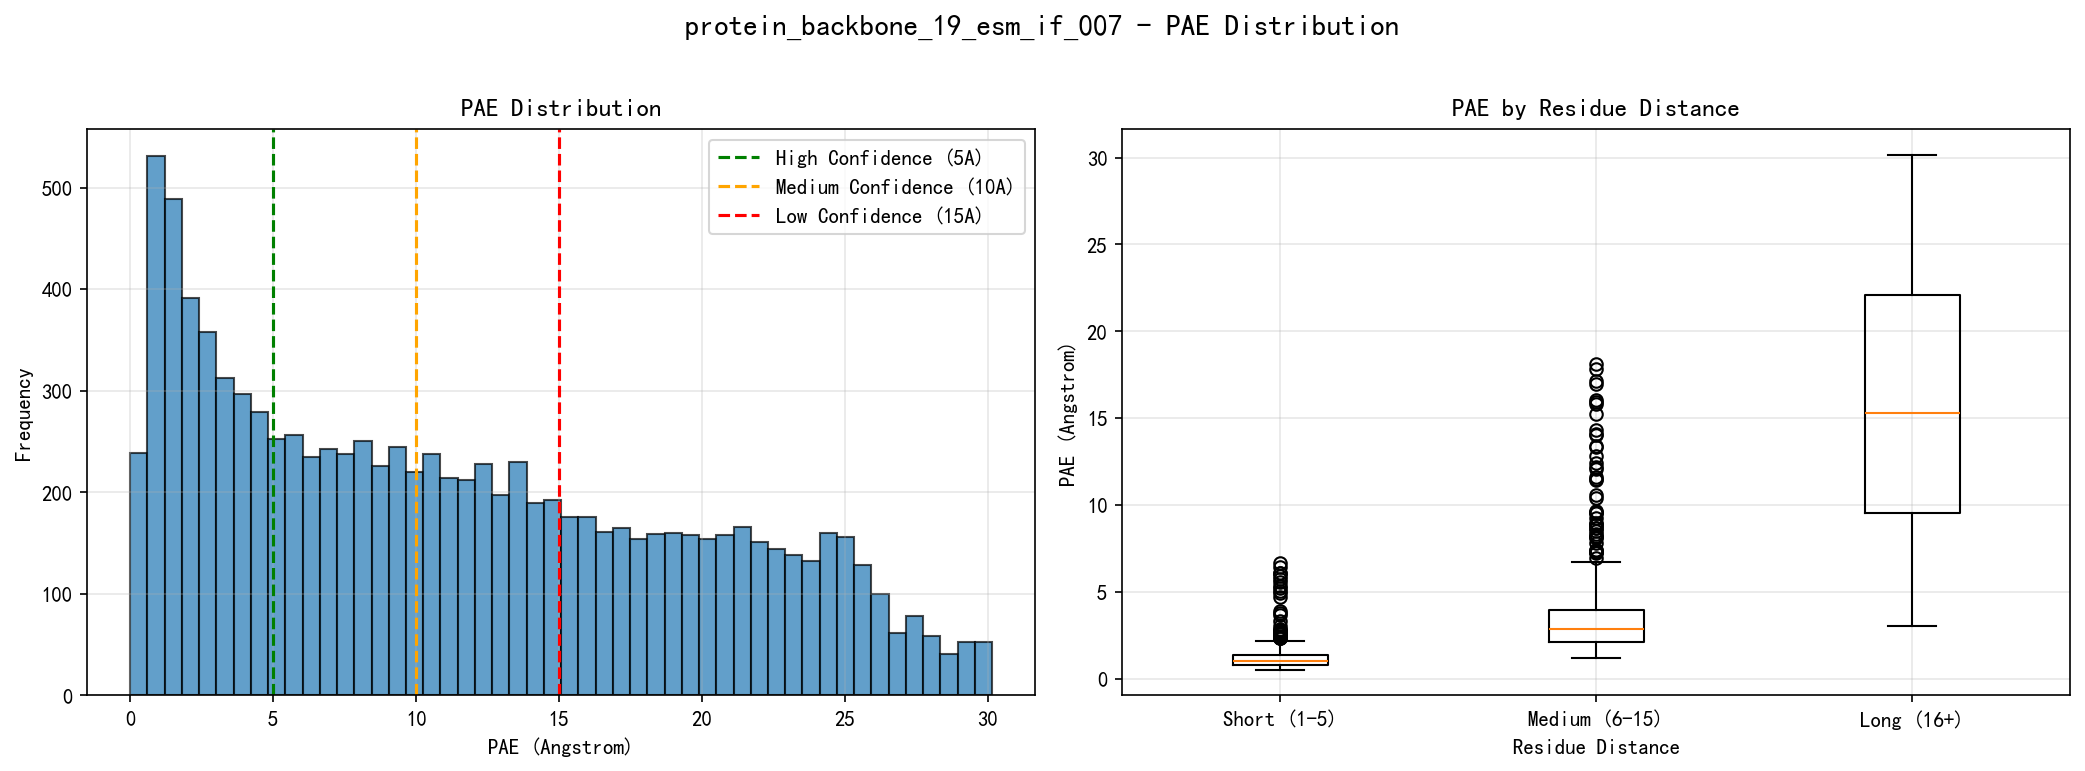 protein_backbone_19_esm_if_007 - PAE Distribution
PAE Distribution
Frequency
500
400
300
200
100
0
0 5 10 15 20 25 30
PAE (Angstrom)
High Confidence (5A)
Medium Confidence (10A)
Low Confidence (15A)
PAE by Residue Distance
PAE (Angstrom)
30
25
20
15
10
5
0
Short (1-5) Medium (6-15) Long (16+)
Residue Distance